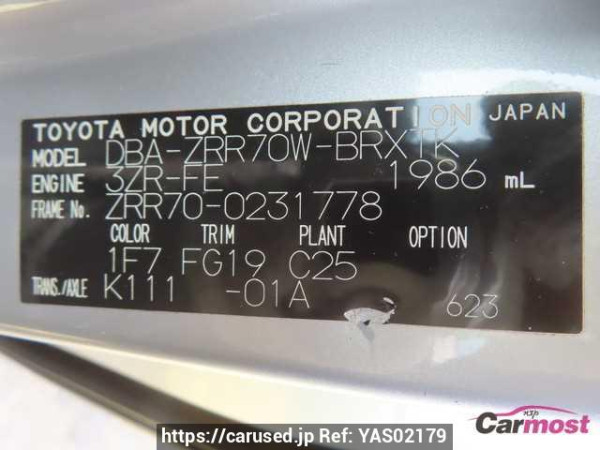 TOYOTA MOTOR CORPORATION JAPAN
MODEL DBA-ZRR70W-BRXTK
ENGINE 3ZR-FE 1986 mL
FRAME No. ZRR70-0231778
COLOR TRIM PLANT OPTION
1F7 FG19 C25
TRANS./AXLE K111 -01A
623
Carmost
https://carused.jp Ref: YAS02179